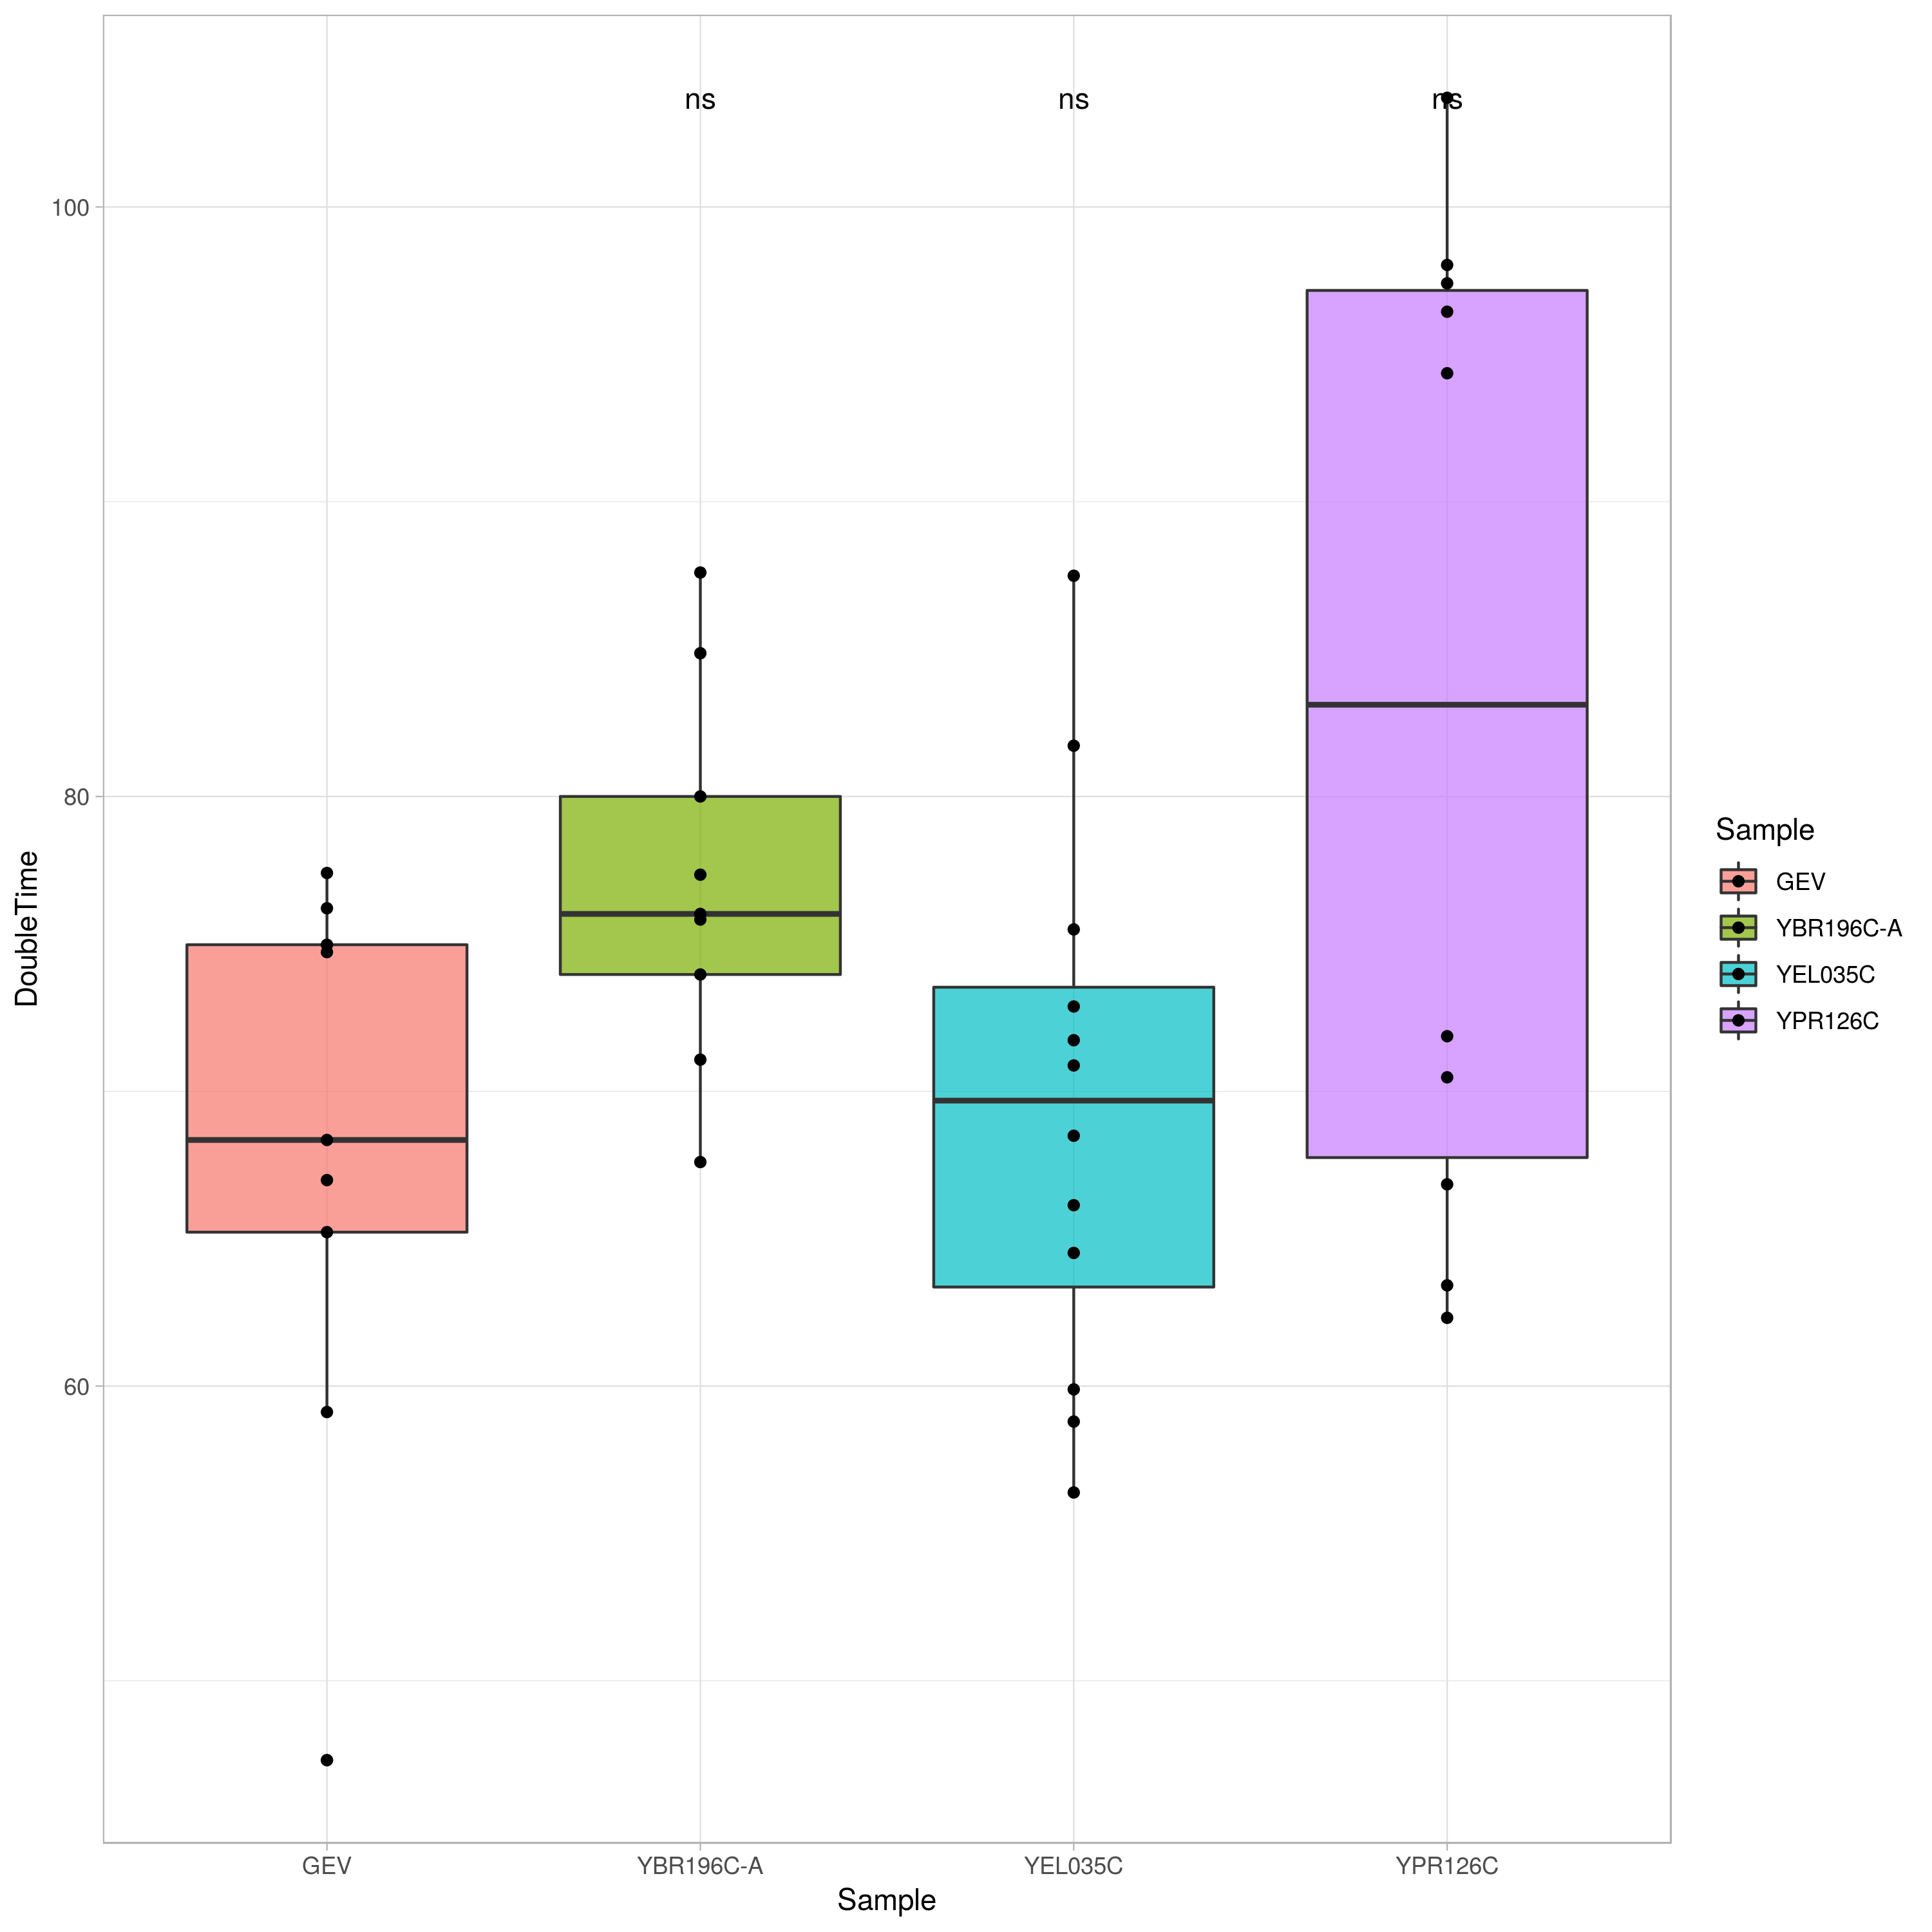 ns
ns
ns
100
80
60
DoubleTime
GEV
YBR196C-A
YEL035C
YPR126C
Sample
Sample
GEV
YBR196C-A
YEL035C
YPR126C